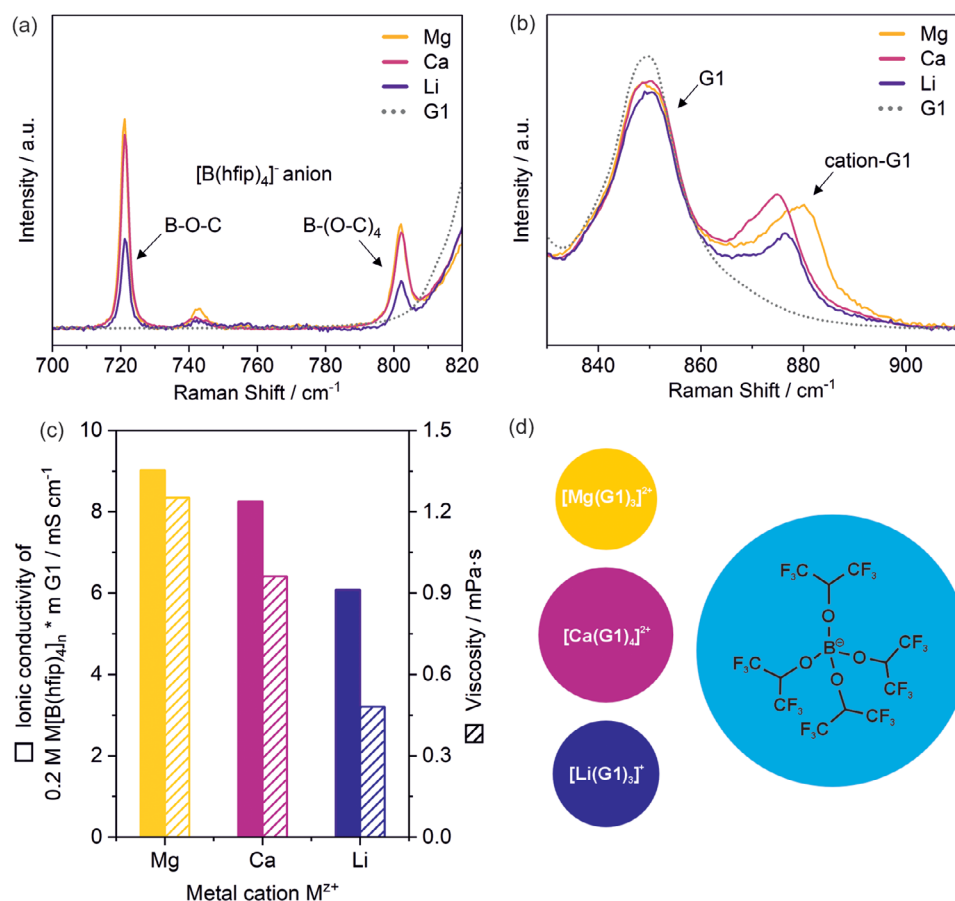 (a)
Mg
Ca
Li
G1
[B(hfip)₄]⁻ anion
B-O-C
B-(O-C)₄
Intensity / a.u.
700 720 740 760 780 800 820
Raman Shift / cm⁻¹
(b)
Mg
Ca
Li
G1
G1
cation-G1
Intensity / a.u.
840 860 880 900
Raman Shift / cm⁻¹
(c)
Ionic conductivity of
0.2 M M[B(hfip)₄]ₙ * m G1 / mS cm⁻¹
10
8
6
4
2
0
1.5
1.2
0.9
0.6
0.3
0.0
Viscosity / mPa·s
Mg Ca Li
Metal cation Mᶻ⁺
(d)
[Mg(G1)₃]²⁺
[Ca(G1)₄]²⁺
[Li(G1)₃]⁺
F₃C CF₃
O
F₃C B⊖ CF₃
O O
O
CF₃ F₃C
F₃C CF₃